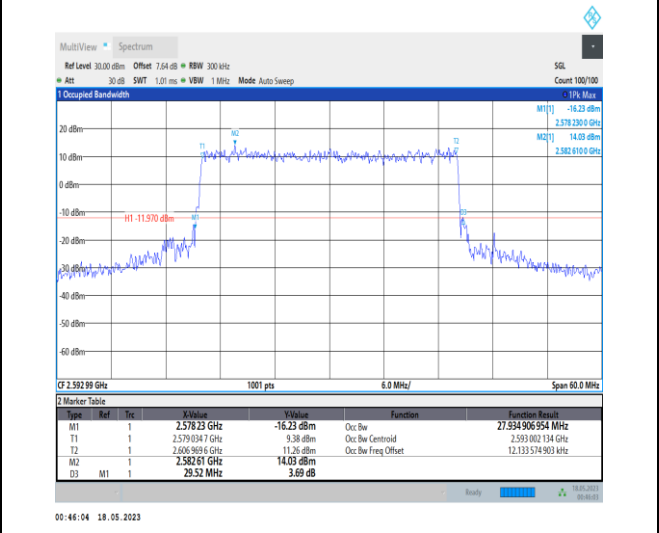 MultiView Spectrum
Ref Level 30.00 dBm Offset 7.64 dB RBW 300 kHz SGL
Att 30 dB SWT 1.01 ms VBW 1 MHz Mode Auto Sweep Count 100/100
1 Occupied Bandwidth 1Pk Max
M1[1] -16.23 dBm
2.578 230 0 GHz
M2[1] 14.03 dBm
2.582 610 0 GHz
20 dBm
M2
T1
T2
10 dBm
0 dBm
-10 dBm
H1 -11.970 dBm
M1
D3
-20 dBm
-30 dBm
-40 dBm
-50 dBm
-60 dBm
CF 2.592 99 GHz 1001 pts 6.0 MHz/ Span 60.0 MHz
2 Marker Table
Type Ref Trc X-Value Y-Value Function Function Result
M1 1 2.578 23 GHz -16.23 dBm Occ Bw 27.934 906 954 MHz
T1 1 2.579 034 7 GHz 9.38 dBm Occ Bw Centroid 2.593 002 134 GHz
T2 1 2.606 969 6 GHz 11.26 dBm Occ Bw Freq Offset 12.133 574 903 kHz
M2 1 2.582 61 GHz 14.03 dBm
D3 M1 1 29.52 MHz 3.69 dB
Ready 18.05.2023
00:46:03
00:46:04 18.05.2023